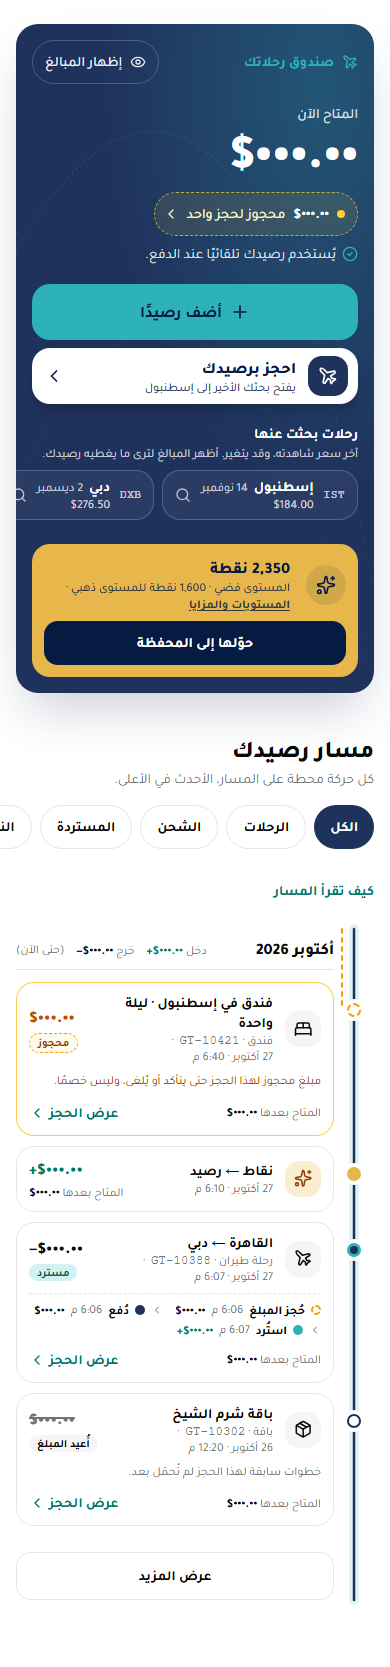 صندوق رحلاتك
إظهار المبالغ
المتاح الآن
$•••.••
$•••.•• محجوز لحجز واحد
يُستخدم رصيدك تلقائيًا عند الدفع.
أضف رصيدًا
احجز برصيدك
يفتح بحثك الأخير إلى إسطنبول
رحلات بحثت عنها
آخر سعر شاهدته، وقد يتغير. أظهر المبالغ لترى ما يغطيه رصيدك.
IST إسطنبول 14 نوفمبر
$184.00
DXB دبي 2 ديسمبر
$276.50
2,350 نقطة
المستوى فضي · 1,600 نقطة للمستوى ذهبي ·
المستويات والمزايا
حوّلها إلى المحفظة
مسار رصيدك
كل حركة محطة على المسار، الأحدث في الأعلى.
الكل
الرحلات
الشحن
المستردة
كيف تقرأ المسار
أكتوبر 2026
دخل +$•••.•• خرج −$•••.•• (حتى الآن)
فندق في إسطنبول · ليلة
واحدة
فندق · GT-10421 ·
27 أكتوبر · 6:40 م
$•••.••
محجوز
مبلغ محجوز لهذا الحجز حتى يتأكد أو يُلغى، وليس خصمًا.
المتاح بعدها $•••.••
عرض الحجز
نقاط ← رصيد
27 أكتوبر · 6:10 م
+$•••.••
المتاح بعدها $•••.••
القاهرة ← دبي
رحلة طيران · GT-10388 ·
27 أكتوبر · 6:07 م
−$•••.••
مسترد
حُجز المبلغ 6:06 م $•••.••
دُفع 6:06 م $•••.••
استُرد 6:07 م +$•••.••
المتاح بعدها $•••.••
عرض الحجز
باقة شرم الشيخ
باقة · GT-10302 ·
26 أكتوبر · 12:20 م
$•••.••
أُعيد المبلغ
خطوات سابقة لهذا الحجز لم تُحمّل بعد.
المتاح بعدها $•••.••
عرض الحجز
عرض المزيد